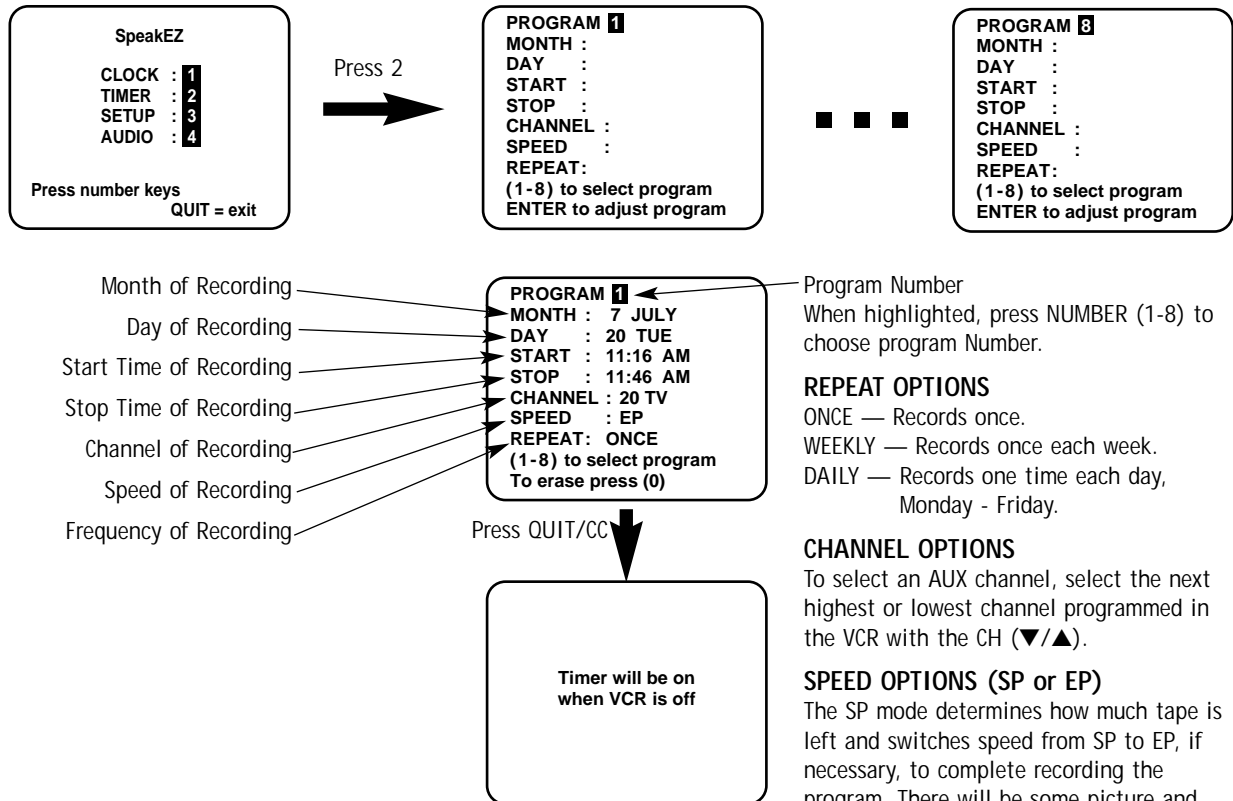 SpeakEZ
CLOCK : 1
TIMER : 2
SETUP : 3
AUDIO : 4
Press number keys
QUIT = exit
Press 2
PROGRAM 1
MONTH :
DAY :
START :
STOP :
CHANNEL :
SPEED :
REPEAT:
(1-8) to select program
ENTER to adjust program
PROGRAM 8
MONTH :
DAY :
START :
STOP :
CHANNEL :
SPEED :
REPEAT:
(1-8) to select program
ENTER to adjust program
Month of Recording
Day of Recording
Start Time of Recording
Stop Time of Recording
Channel of Recording
Speed of Recording
Frequency of Recording
PROGRAM 1
MONTH : 7 JULY
DAY : 20 TUE
START : 11:16 AM
STOP : 11:46 AM
CHANNEL : 20 TV
SPEED : EP
REPEAT: ONCE
(1-8) to select program
To erase press (0)
Press QUIT/CC
Timer will be on
when VCR is off
Program Number
When highlighted, press NUMBER (1-8) to
choose program Number.
REPEAT OPTIONS
ONCE — Records once.
WEEKLY — Records once each week.
DAILY — Records one time each day,
Monday - Friday.
CHANNEL OPTIONS
To select an AUX channel, select the next
highest or lowest channel programmed in
the VCR with the CH (▼/▲).
SPEED OPTIONS (SP or EP)
The SP mode determines how much tape is
left and switches speed from SP to EP, if
necessary, to complete recording the
program. There will be some picture and